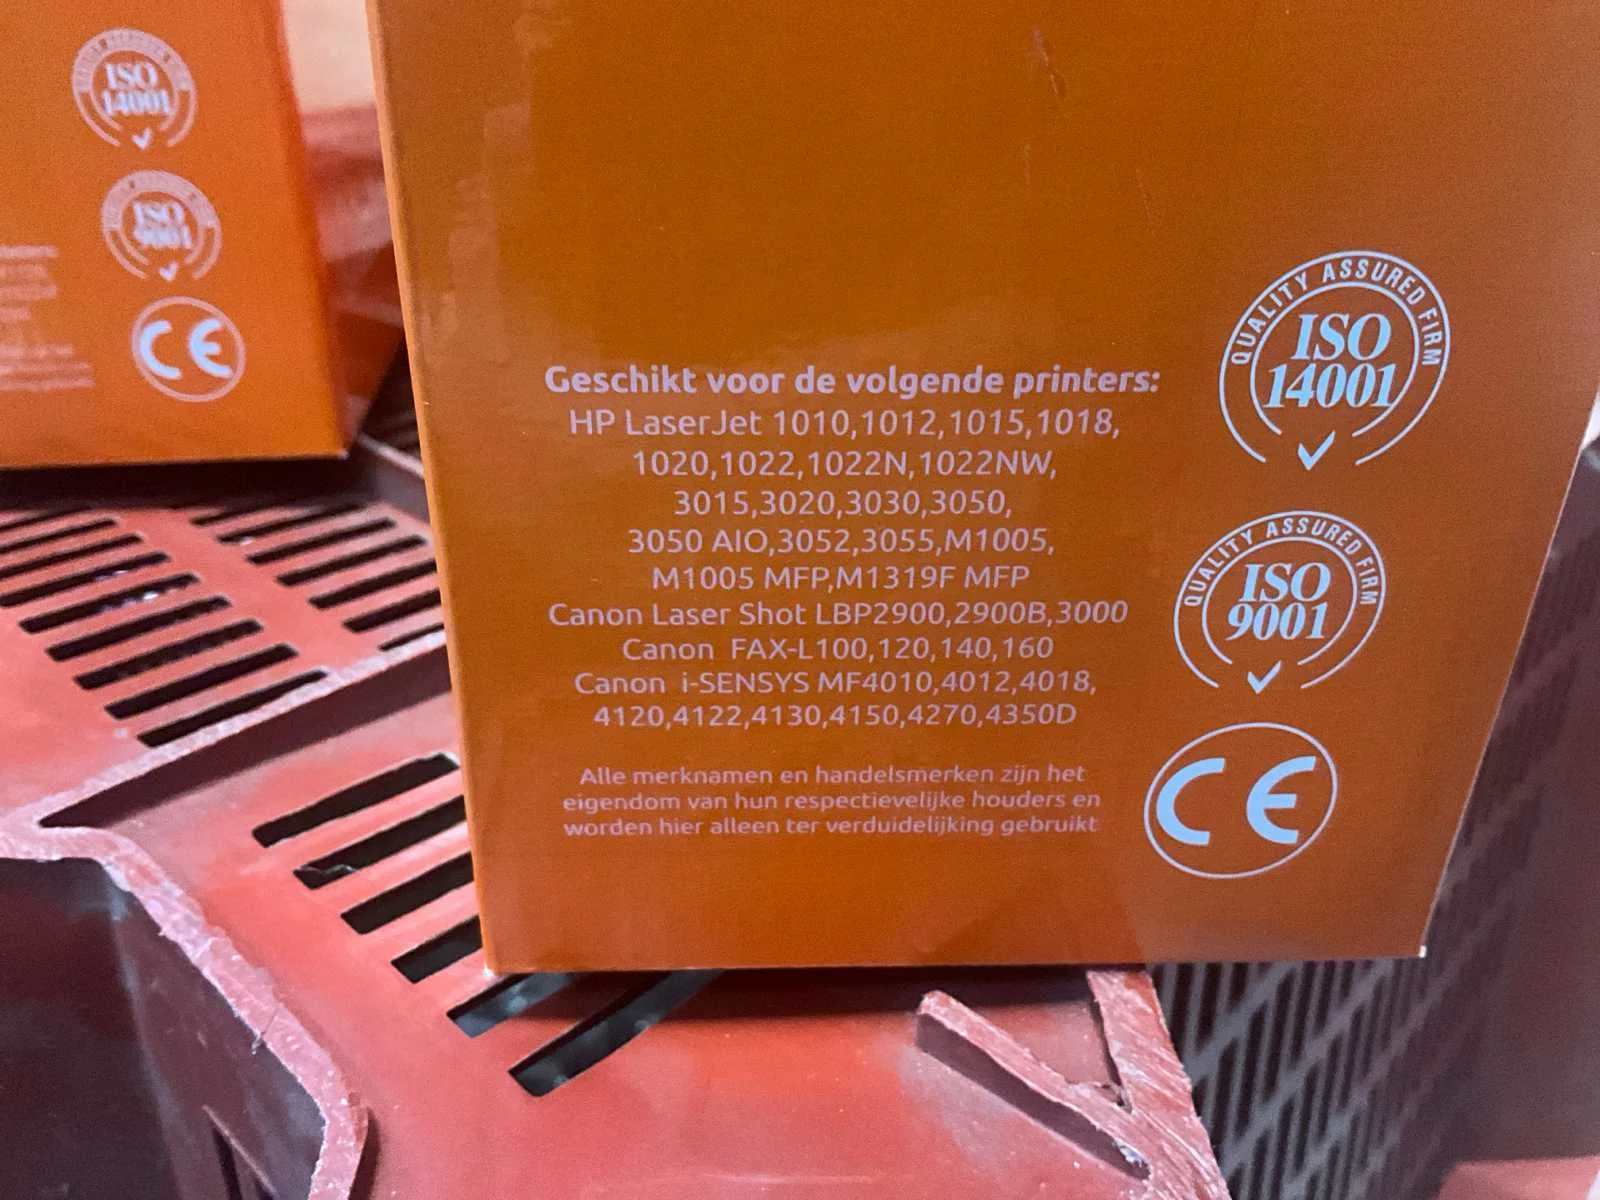 ISO
14001
ISO
9001
CE
Geschikt voor de volgende printers:
HP LaserJet 1010,1012,1015,1018,
1020,1022,1022N,1022NW,
3015,3020,3030,3050,
3050 AIO,3052,3055,M1005,
M1005 MFP,M1319F MFP
Canon Laser Shot LBP2900,2900B,3000
Canon FAX-L100,120,140,160
Canon i-SENSYS MF4010,4012,4018,
4120,4122,4130,4150,4270,4350D
Alle merknamen en handelsmerken zijn het
eigendom van hun respectievelijke houders en
worden hier alleen ter verduidelijking gebruikt
QUALITY ASSURED FIRM
ISO
14001
QUALITY ASSURED FIRM
ISO
9001
CE